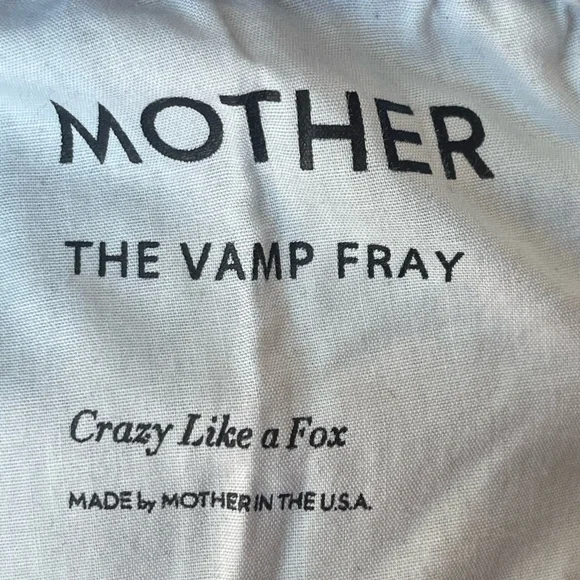 MOTHER
THE VAMP FRAY
Crazy Like a Fox
MADE by MOTHER IN THE U.S.A.